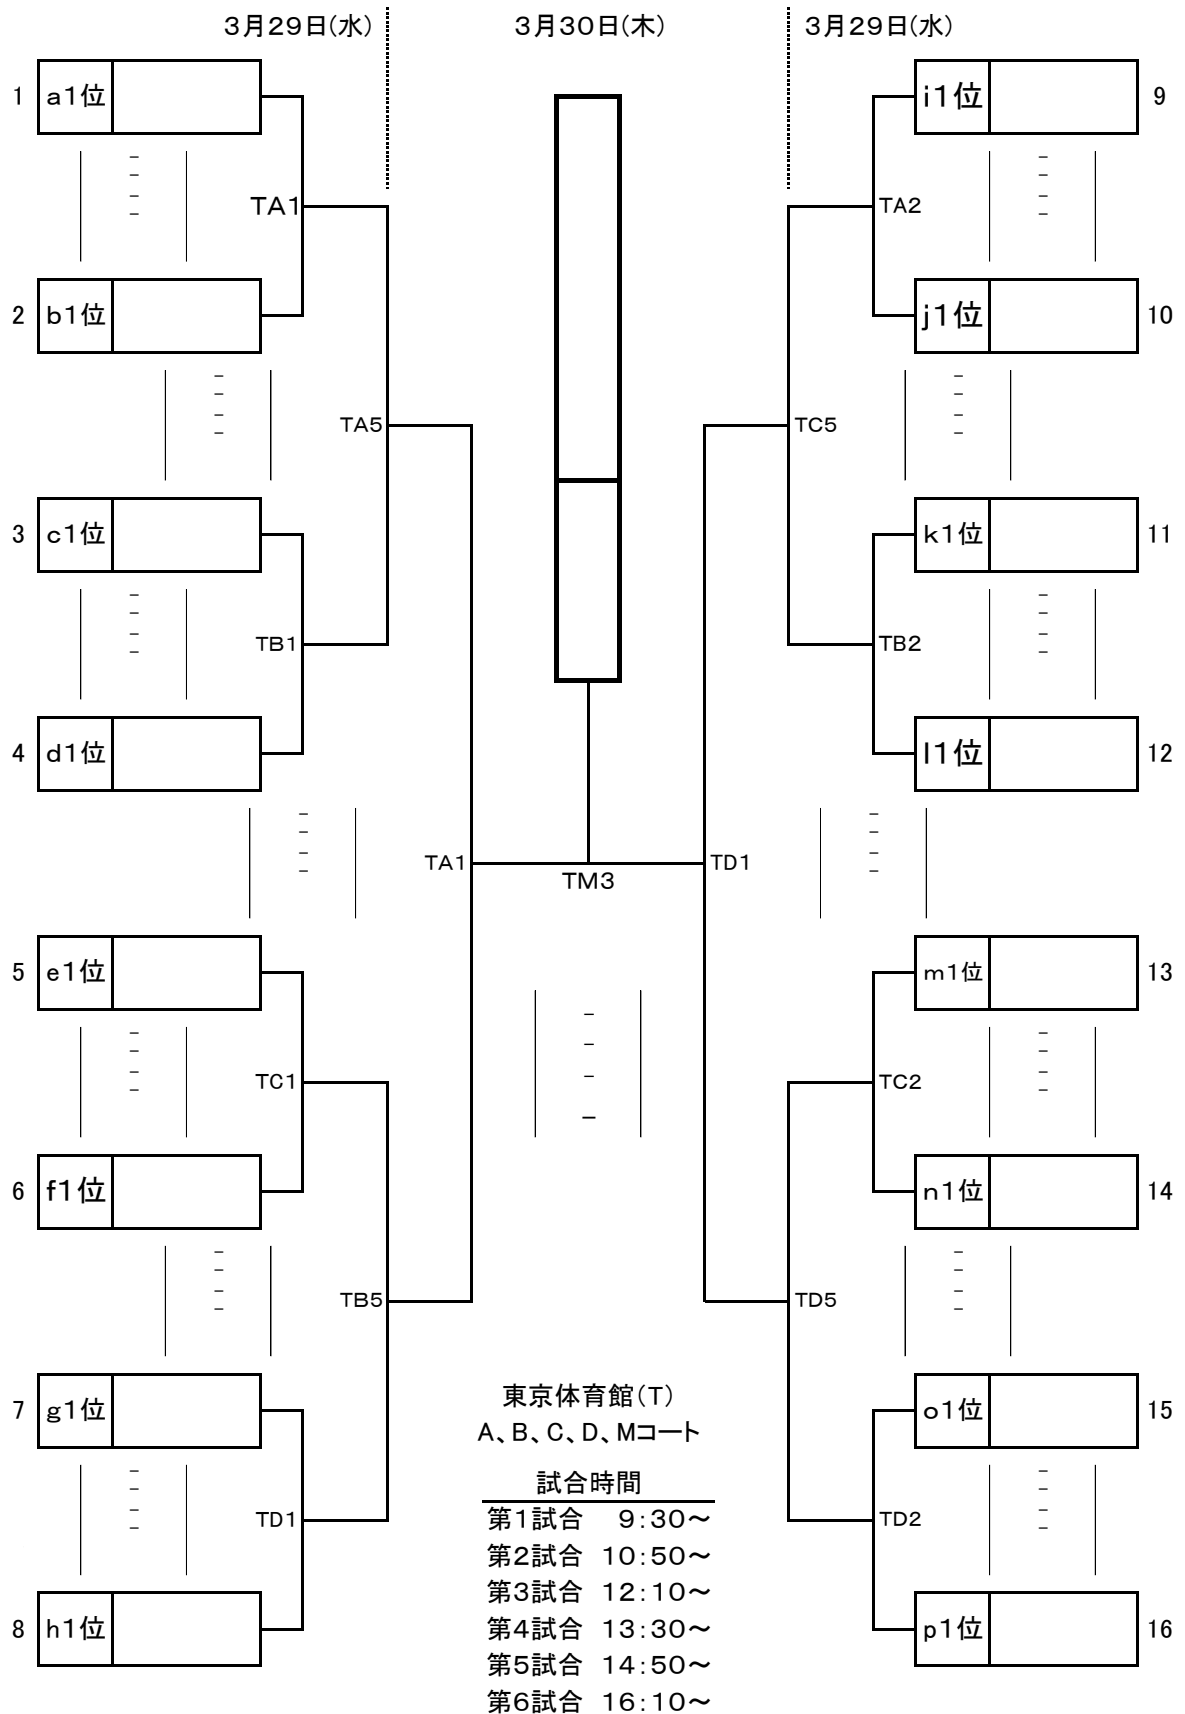 ３月２９日(水)
３月３０日(木)
３月２９日(水)
1 a１位
TA１
2 b１位
TA５
3 c１位
TB１
4 d１位
TA１
5 e１位
TC１
6 f１位
TB５
7 g１位
TD１
8 h１位
TM３
i１位 9
TA２
j１位 10
TC５
k１位 11
TB２
l１位 12
TD１
m１位 13
TC２
n１位 14
TD５
o１位 15
TD２
p１位 16
東京体育館(T)
A、B、C、D、Mコート
試合時間
第１試合 ９：３０～
第２試合 １０：５０～
第３試合 １２：１０～
第４試合 １３：３０～
第５試合 １４：５０～
第６試合 １６：１０～